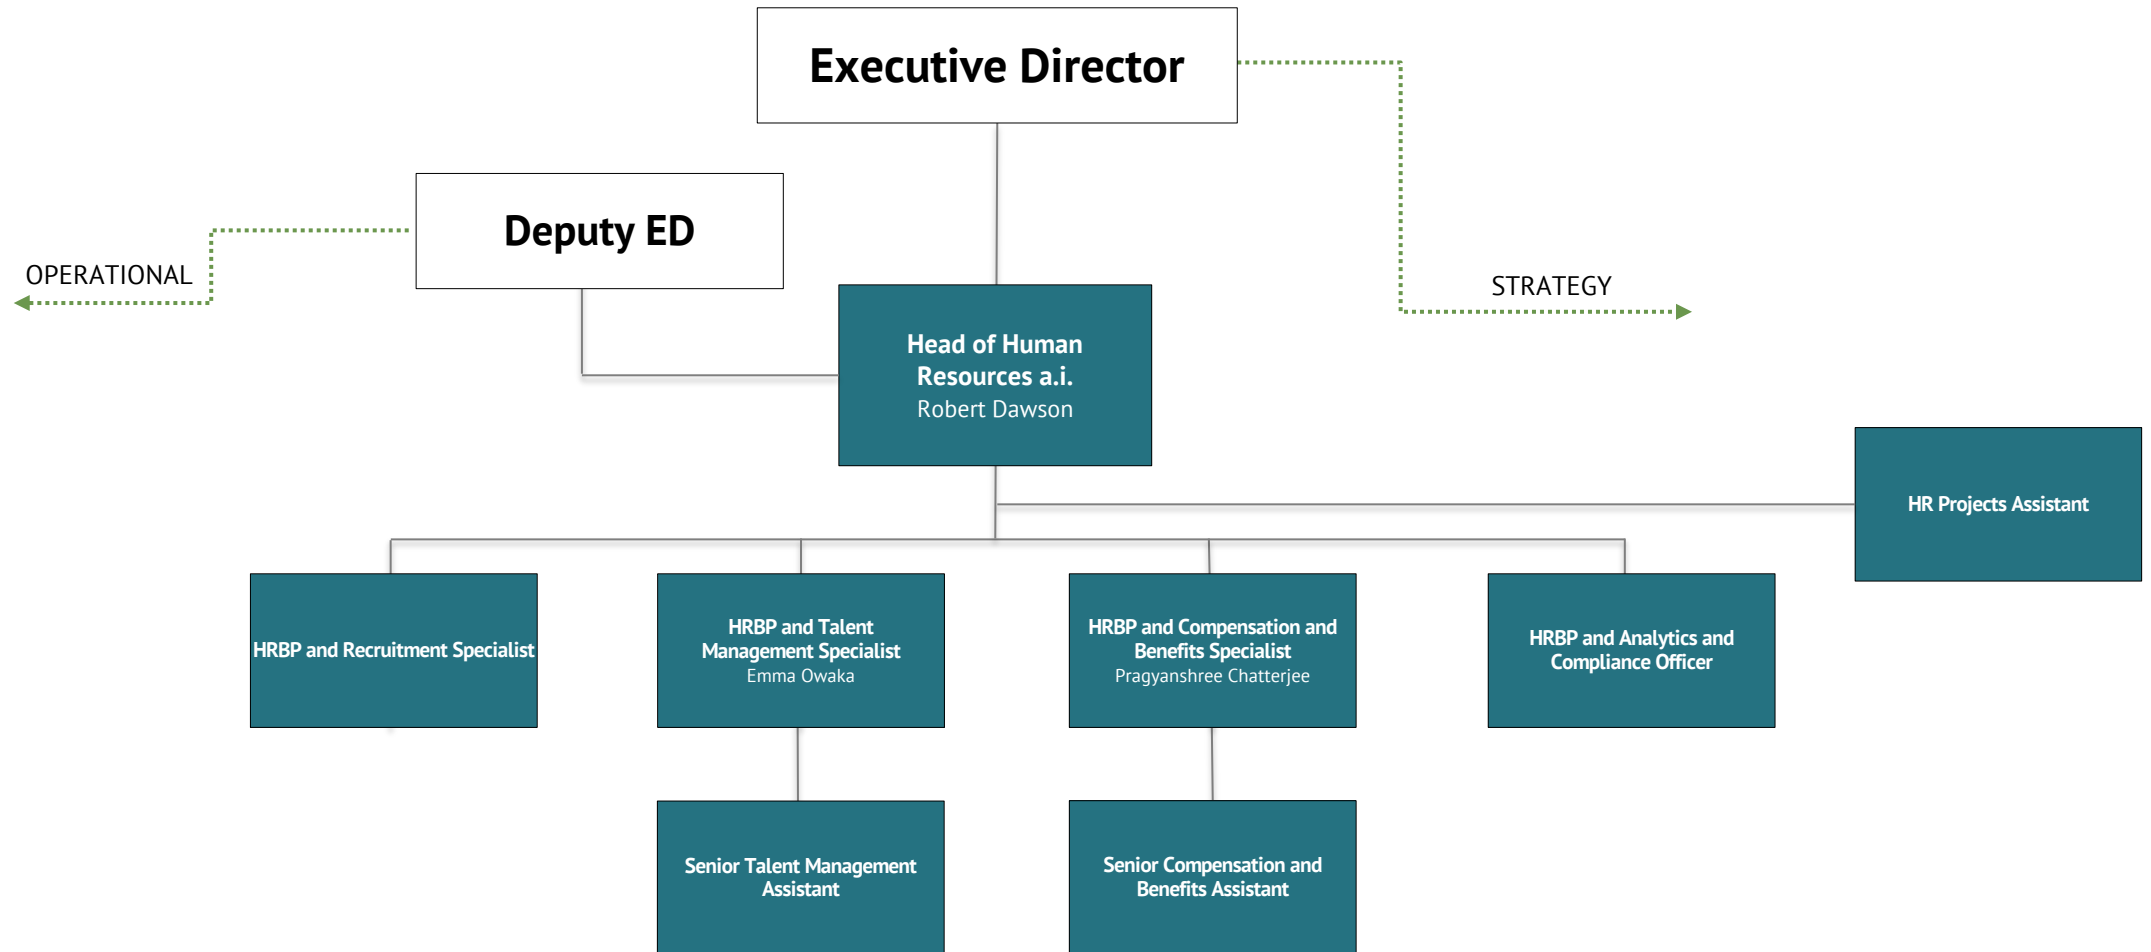 Executive Director
Deputy ED
OPERATIONAL
STRATEGY
Head of Human
Resources a.i.
Robert Dawson
HR Projects Assistant
HRBP and Recruitment Specialist
HRBP and Talent
Management Specialist
Emma Owaka
HRBP and Compensation and
Benefits Specialist
Pragyanshree Chatterjee
HRBP and Analytics and
Compliance Officer
Senior Talent Management
Assistant
Senior Compensation and
Benefits Assistant